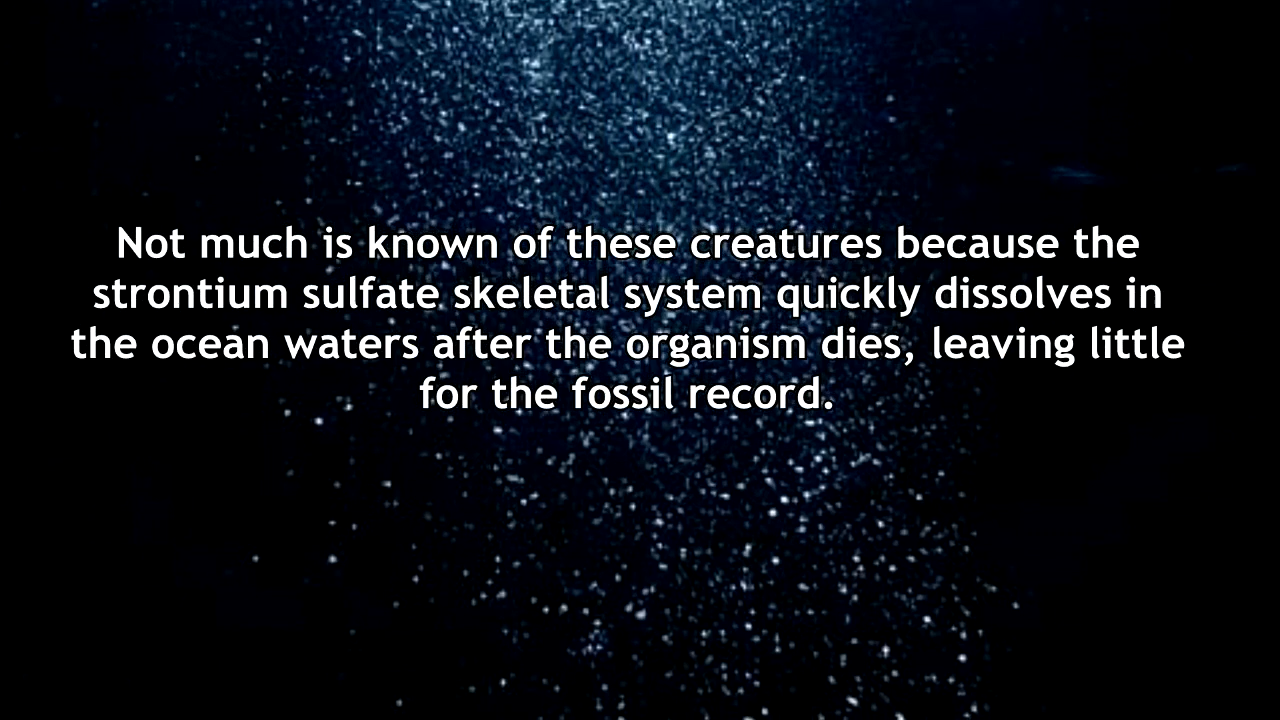 Not much is known of these creatures because the
strontium sulfate skeletal system quickly dissolves in
the ocean waters after the organism dies, leaving little
for the fossil record.